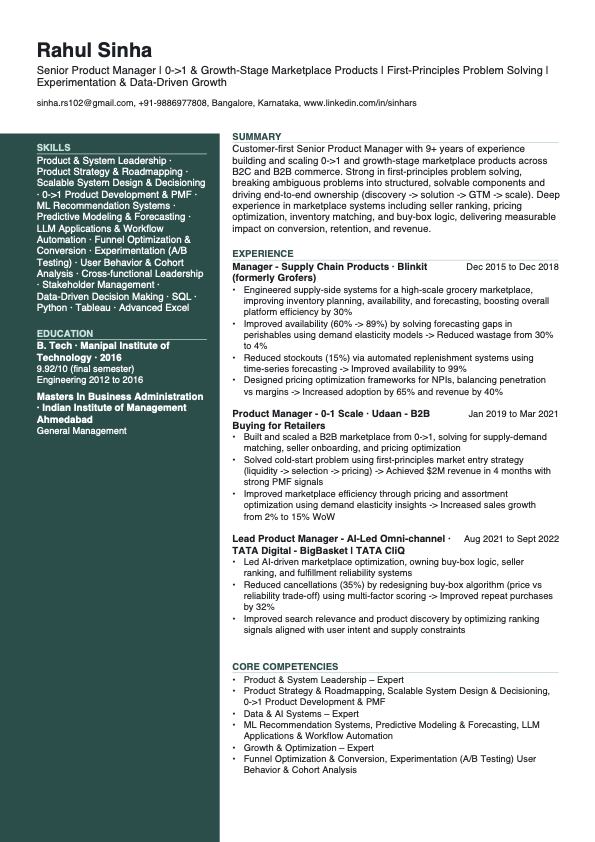 Rahul Sinha
Senior Product Manager | 0->1 & Growth-Stage Marketplace Products | First-Principles Problem Solving |
Experimentation & Data-Driven Growth
sinha.rs102@gmail.com, +91-9886977808, Bangalore, Karnataka, www.linkedin.com/in/sinhars
SKILLS
Product & System Leadership ·
Product Strategy & Roadmapping ·
Scalable System Design & Decisioning
· 0->1 Product Development & PMF ·
ML Recommendation Systems ·
Predictive Modeling & Forecasting ·
LLM Applications & Workflow
Automation · Funnel Optimization &
Conversion · Experimentation (A/B
Testing) · User Behavior & Cohort
Analysis · Cross-functional Leadership
· Stakeholder Management ·
Data-Driven Decision Making · SQL ·
Python · Tableau · Advanced Excel
EDUCATION
B. Tech · Manipal Institute of
Technology · 2016
9.92/10 (final semester)
Engineering 2012 to 2016
Masters In Business Administration
· Indian Institute of Management
Ahmedabad
General Management
SUMMARY
Customer-first Senior Product Manager with 9+ years of experience
building and scaling 0->1 and growth-stage marketplace products across
B2C and B2B commerce. Strong in first-principles problem solving,
breaking ambiguous problems into structured, solvable components and
driving end-to-end ownership (discovery -> solution -> GTM -> scale). Deep
experience in marketplace systems including seller ranking, pricing
optimization, inventory matching, and buy-box logic, delivering measurable
impact on conversion, retention, and revenue.
EXPERIENCE
Manager - Supply Chain Products · Blinkit Dec 2015 to Dec 2018
(formerly Grofers)
• Engineered supply-side systems for a high-scale grocery marketplace,
improving inventory planning, availability, and forecasting, boosting overall
platform efficiency by 30%
• Improved availability (60% -> 89%) by solving forecasting gaps in
perishables using demand elasticity models -> Reduced wastage from 30%
to 4%
• Reduced stockouts (15%) via automated replenishment systems using
time-series forecasting -> Improved availability to 99%
• Designed pricing optimization frameworks for NPIs, balancing penetration
vs margins -> Increased adoption by 65% and revenue by 40%
Product Manager - 0-1 Scale · Udaan - B2B Jan 2019 to Mar 2021
Buying for Retailers
• Built and scaled a B2B marketplace from 0->1, solving for supply-demand
matching, seller onboarding, and pricing optimization
• Solved cold-start problem using first-principles market entry strategy
(liquidity -> selection -> pricing) -> Achieved $2M revenue in 4 months with
strong PMF signals
• Improved marketplace efficiency through pricing and assortment
optimization using demand elasticity insights -> Increased sales growth
from 2% to 15% WoW
Lead Product Manager - AI-Led Omni-channel · Aug 2021 to Sept 2022
TATA Digital - BigBasket | TATA CliQ
• Led AI-driven marketplace optimization, owning buy-box logic, seller
ranking, and fulfillment reliability systems
• Reduced cancellations (35%) by redesigning buy-box algorithm (price vs
reliability trade-off) using multi-factor scoring -> Improved repeat purchases
by 32%
• Improved search relevance and product discovery by optimizing ranking
signals aligned with user intent and supply constraints
CORE COMPETENCIES
• Product & System Leadership – Expert
• Product Strategy & Roadmapping, Scalable System Design & Decisioning,
0->1 Product Development & PMF
• Data & AI Systems – Expert
• ML Recommendation Systems, Predictive Modeling & Forecasting, LLM
Applications & Workflow Automation
• Growth & Optimization – Expert
• Funnel Optimization & Conversion, Experimentation (A/B Testing) User
Behavior & Cohort Analysis